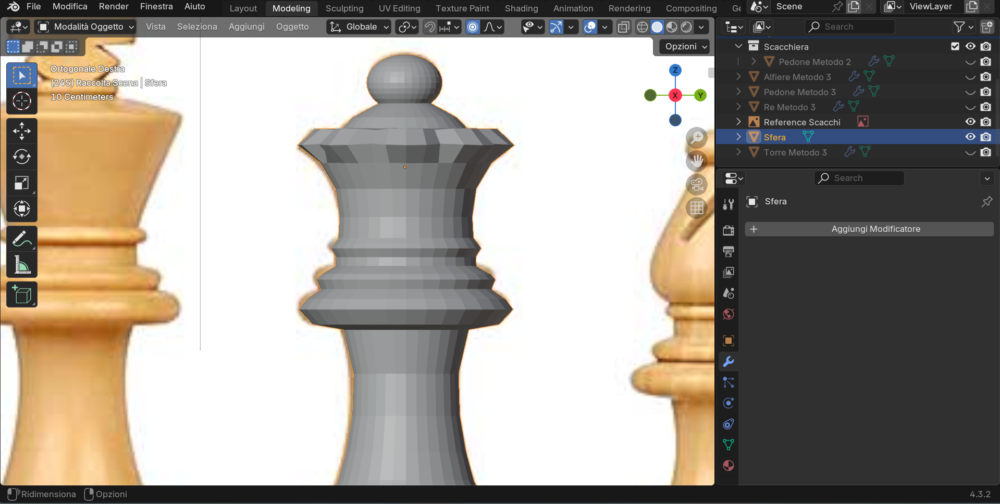 File Modifica Render Finestra Aiuto Layout Modeling Sculpting UV Editing Texture Paint Shading Animation Rendering Compositing Ge Scene ViewLayer
Modalità Oggetto Vista Seleziona Aggiungi Oggetto Globale Search
Opzioni
Ortogonale Destra
(245) Raccolta Scena | Sfera
10 Centimeters
Z
X
Y
Scacchiera
Pedone Metodo 2
Alfiere Metodo 3
Pedone Metodo 3
Re Metodo 3
Reference Scacchi
Sfera
Torre Metodo 3
Search
Sfera
Aggiungi Modificatore
Ridimensiona Opzioni 4.3.2